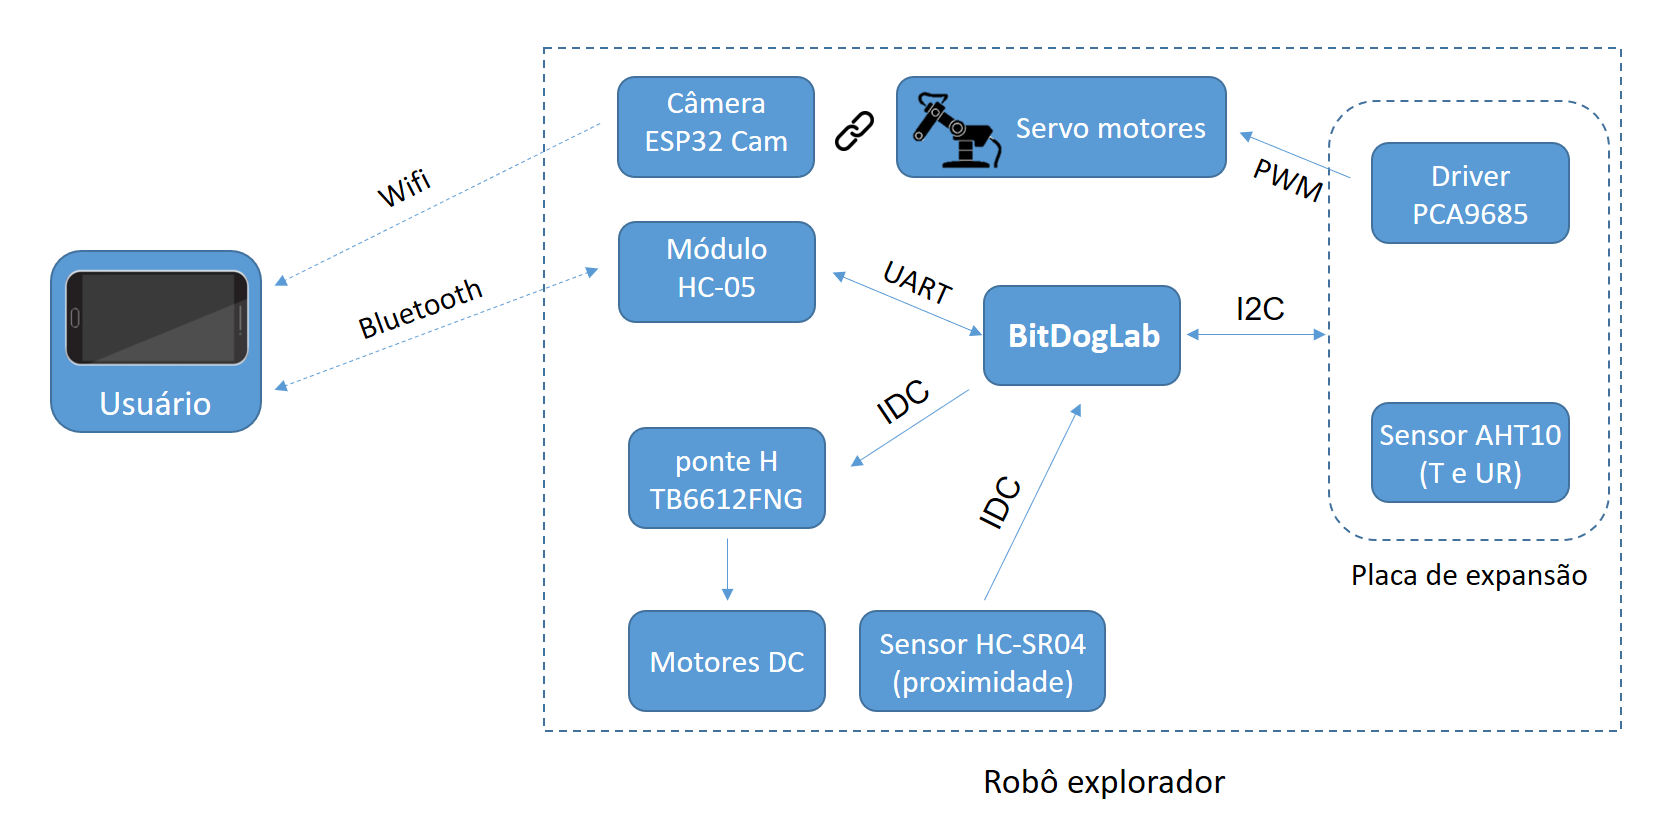 Câmera
ESP32 Cam
Servo motores
Driver
PCA9685
PWM
Wifi
Módulo
HC-05
UART
Bluetooth
BitDogLab
I2C
Usuário
IDC
ponte H
TB6612FNG
Sensor AHT10
(T e UR)
IDC
Placa de expansão
Motores DC
Sensor HC-SR04
(proximidade)
Robô explorador